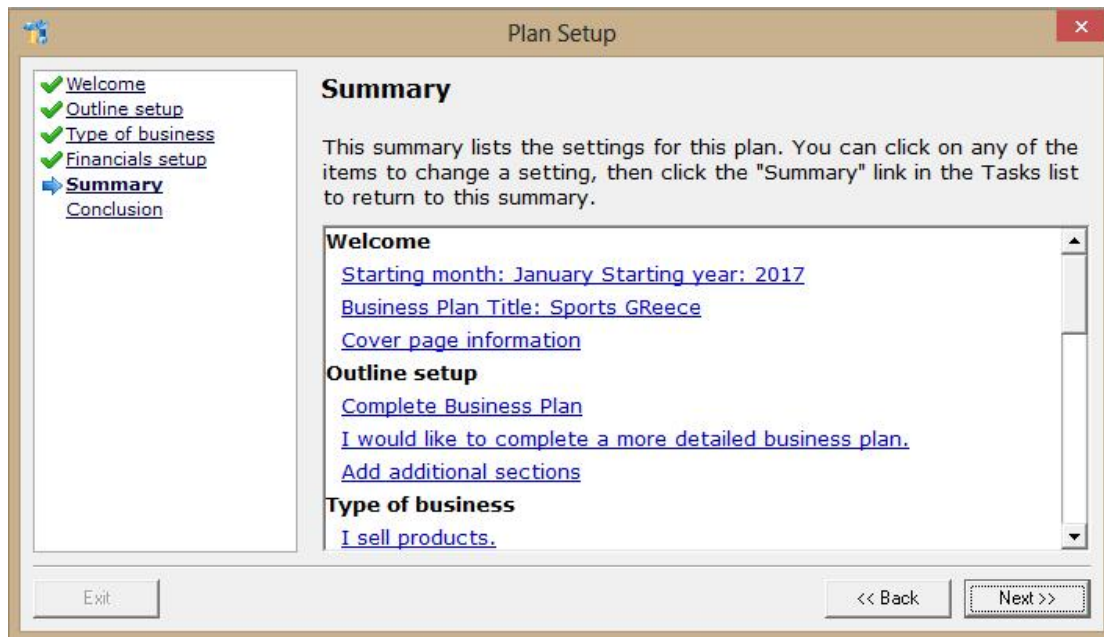 Plan Setup
Welcome
Outline setup
Type of business
Financials setup
Summary
Conclusion
Summary
This summary lists the settings for this plan. You can click on any of the
items to change a setting, then click the "Summary" link in the Tasks list
to return to this summary.
Welcome
Starting month: January Starting year: 2017
Business Plan Title: Sports GReece
Cover page information
Outline setup
Complete Business Plan
I would like to complete a more detailed business plan.
Add additional sections
Type of business
I sell products.
Exit
<< Back
Next >>